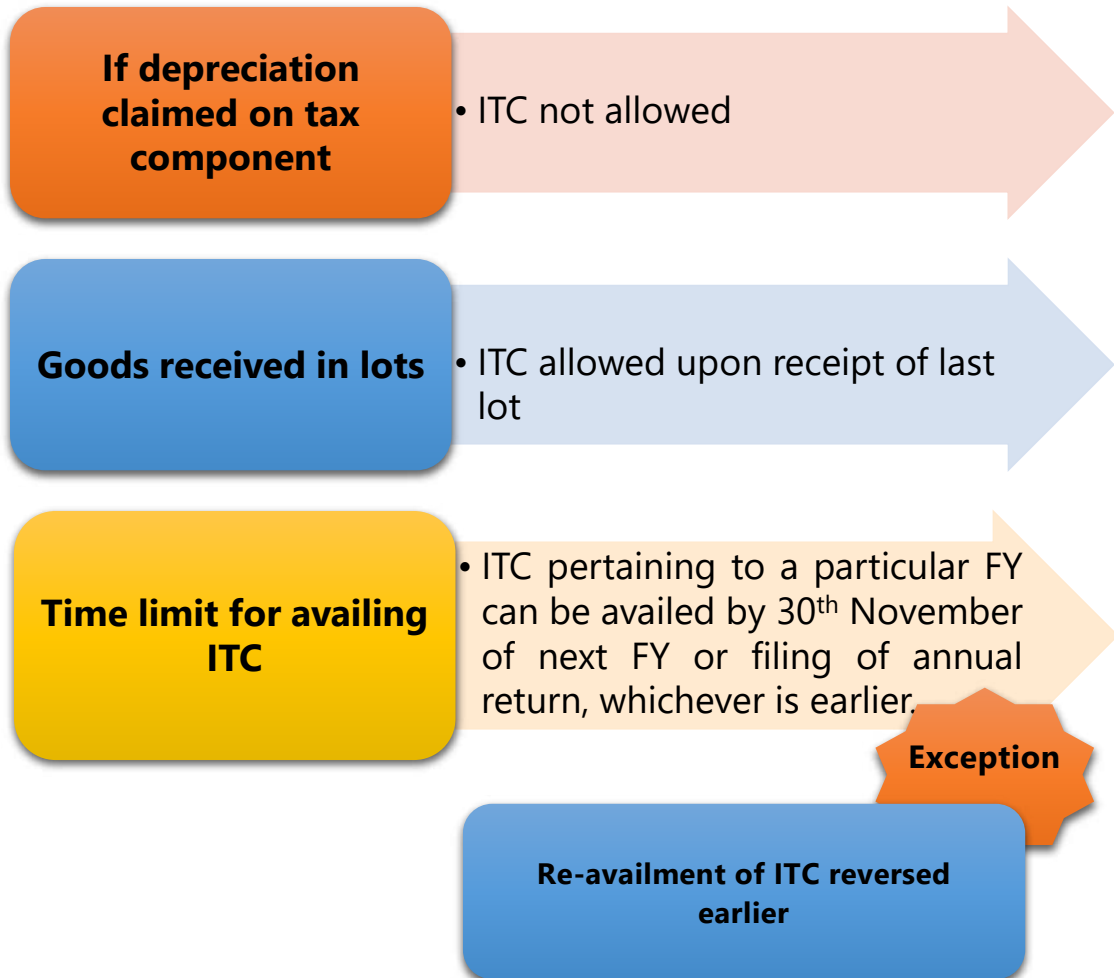 If depreciation
claimed on tax
component
• ITC not allowed
Goods received in lots
• ITC allowed upon receipt of last
lot
Time limit for availing
ITC
• ITC pertaining to a particular FY
can be availed by 30th November
of next FY or filing of annual
return, whichever is earlier.
Exception
Re-availment of ITC reversed
earlier